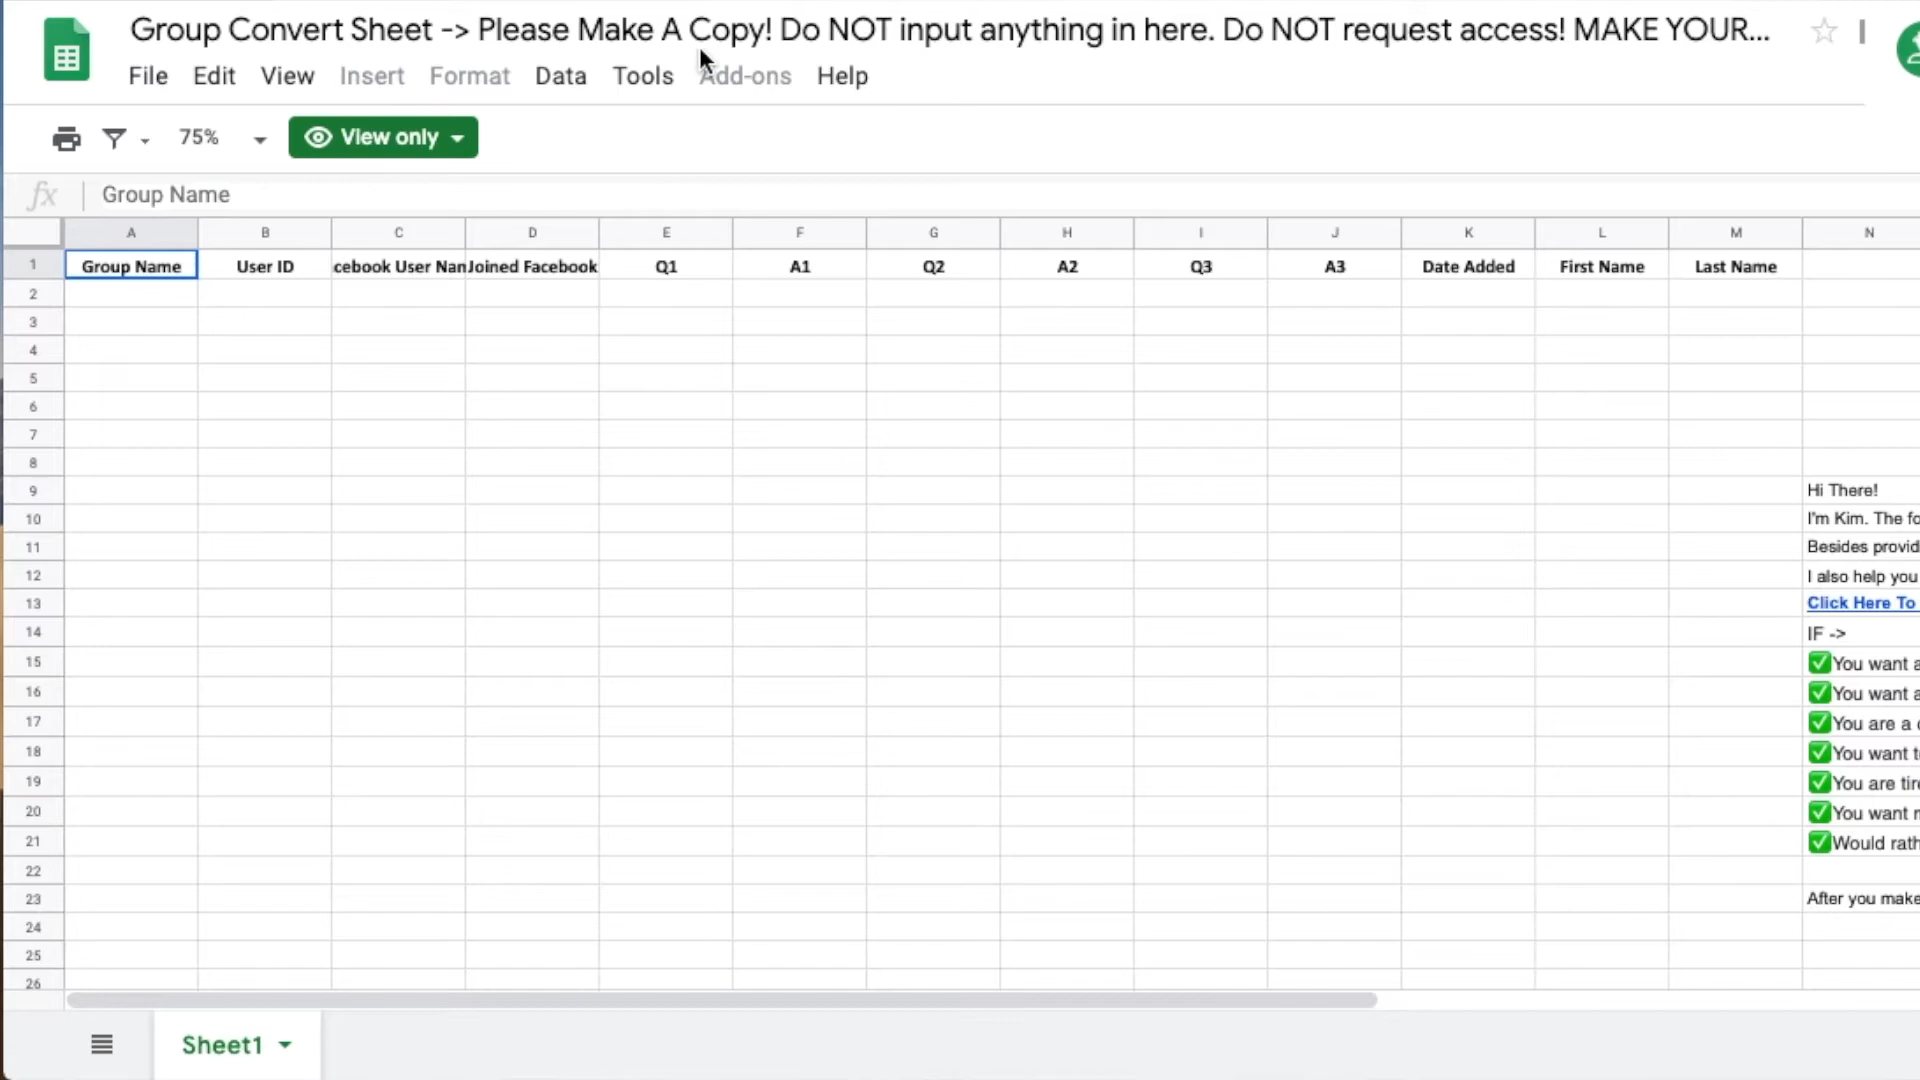 Group Convert Sheet -> Please Make A Copy! Do NOT input anything in here. Do NOT request access! MAKE YOUR...
File Edit View Insert Format Data Tools Add-ons Help
75% View only
fx Group Name
A B C D E F G H I J K L M N
1 Group Name User ID cebook User Nan Joined Facebook Q1 A1 Q2 A2 Q3 A3 Date Added First Name Last Name
2
3
4
5
6
7
8
9 Hi There!
10 I'm Kim. The fo
11 Besides provid
12 I also help you
13 Click Here To
14 IF ->
15 ✅You want a
16 ✅You want a
17 ✅You are a
18 ✅You want t
19 ✅You are tire
20 ✅You want
21 ✅Would rath
22
23 After you make
24
25
26
Sheet1